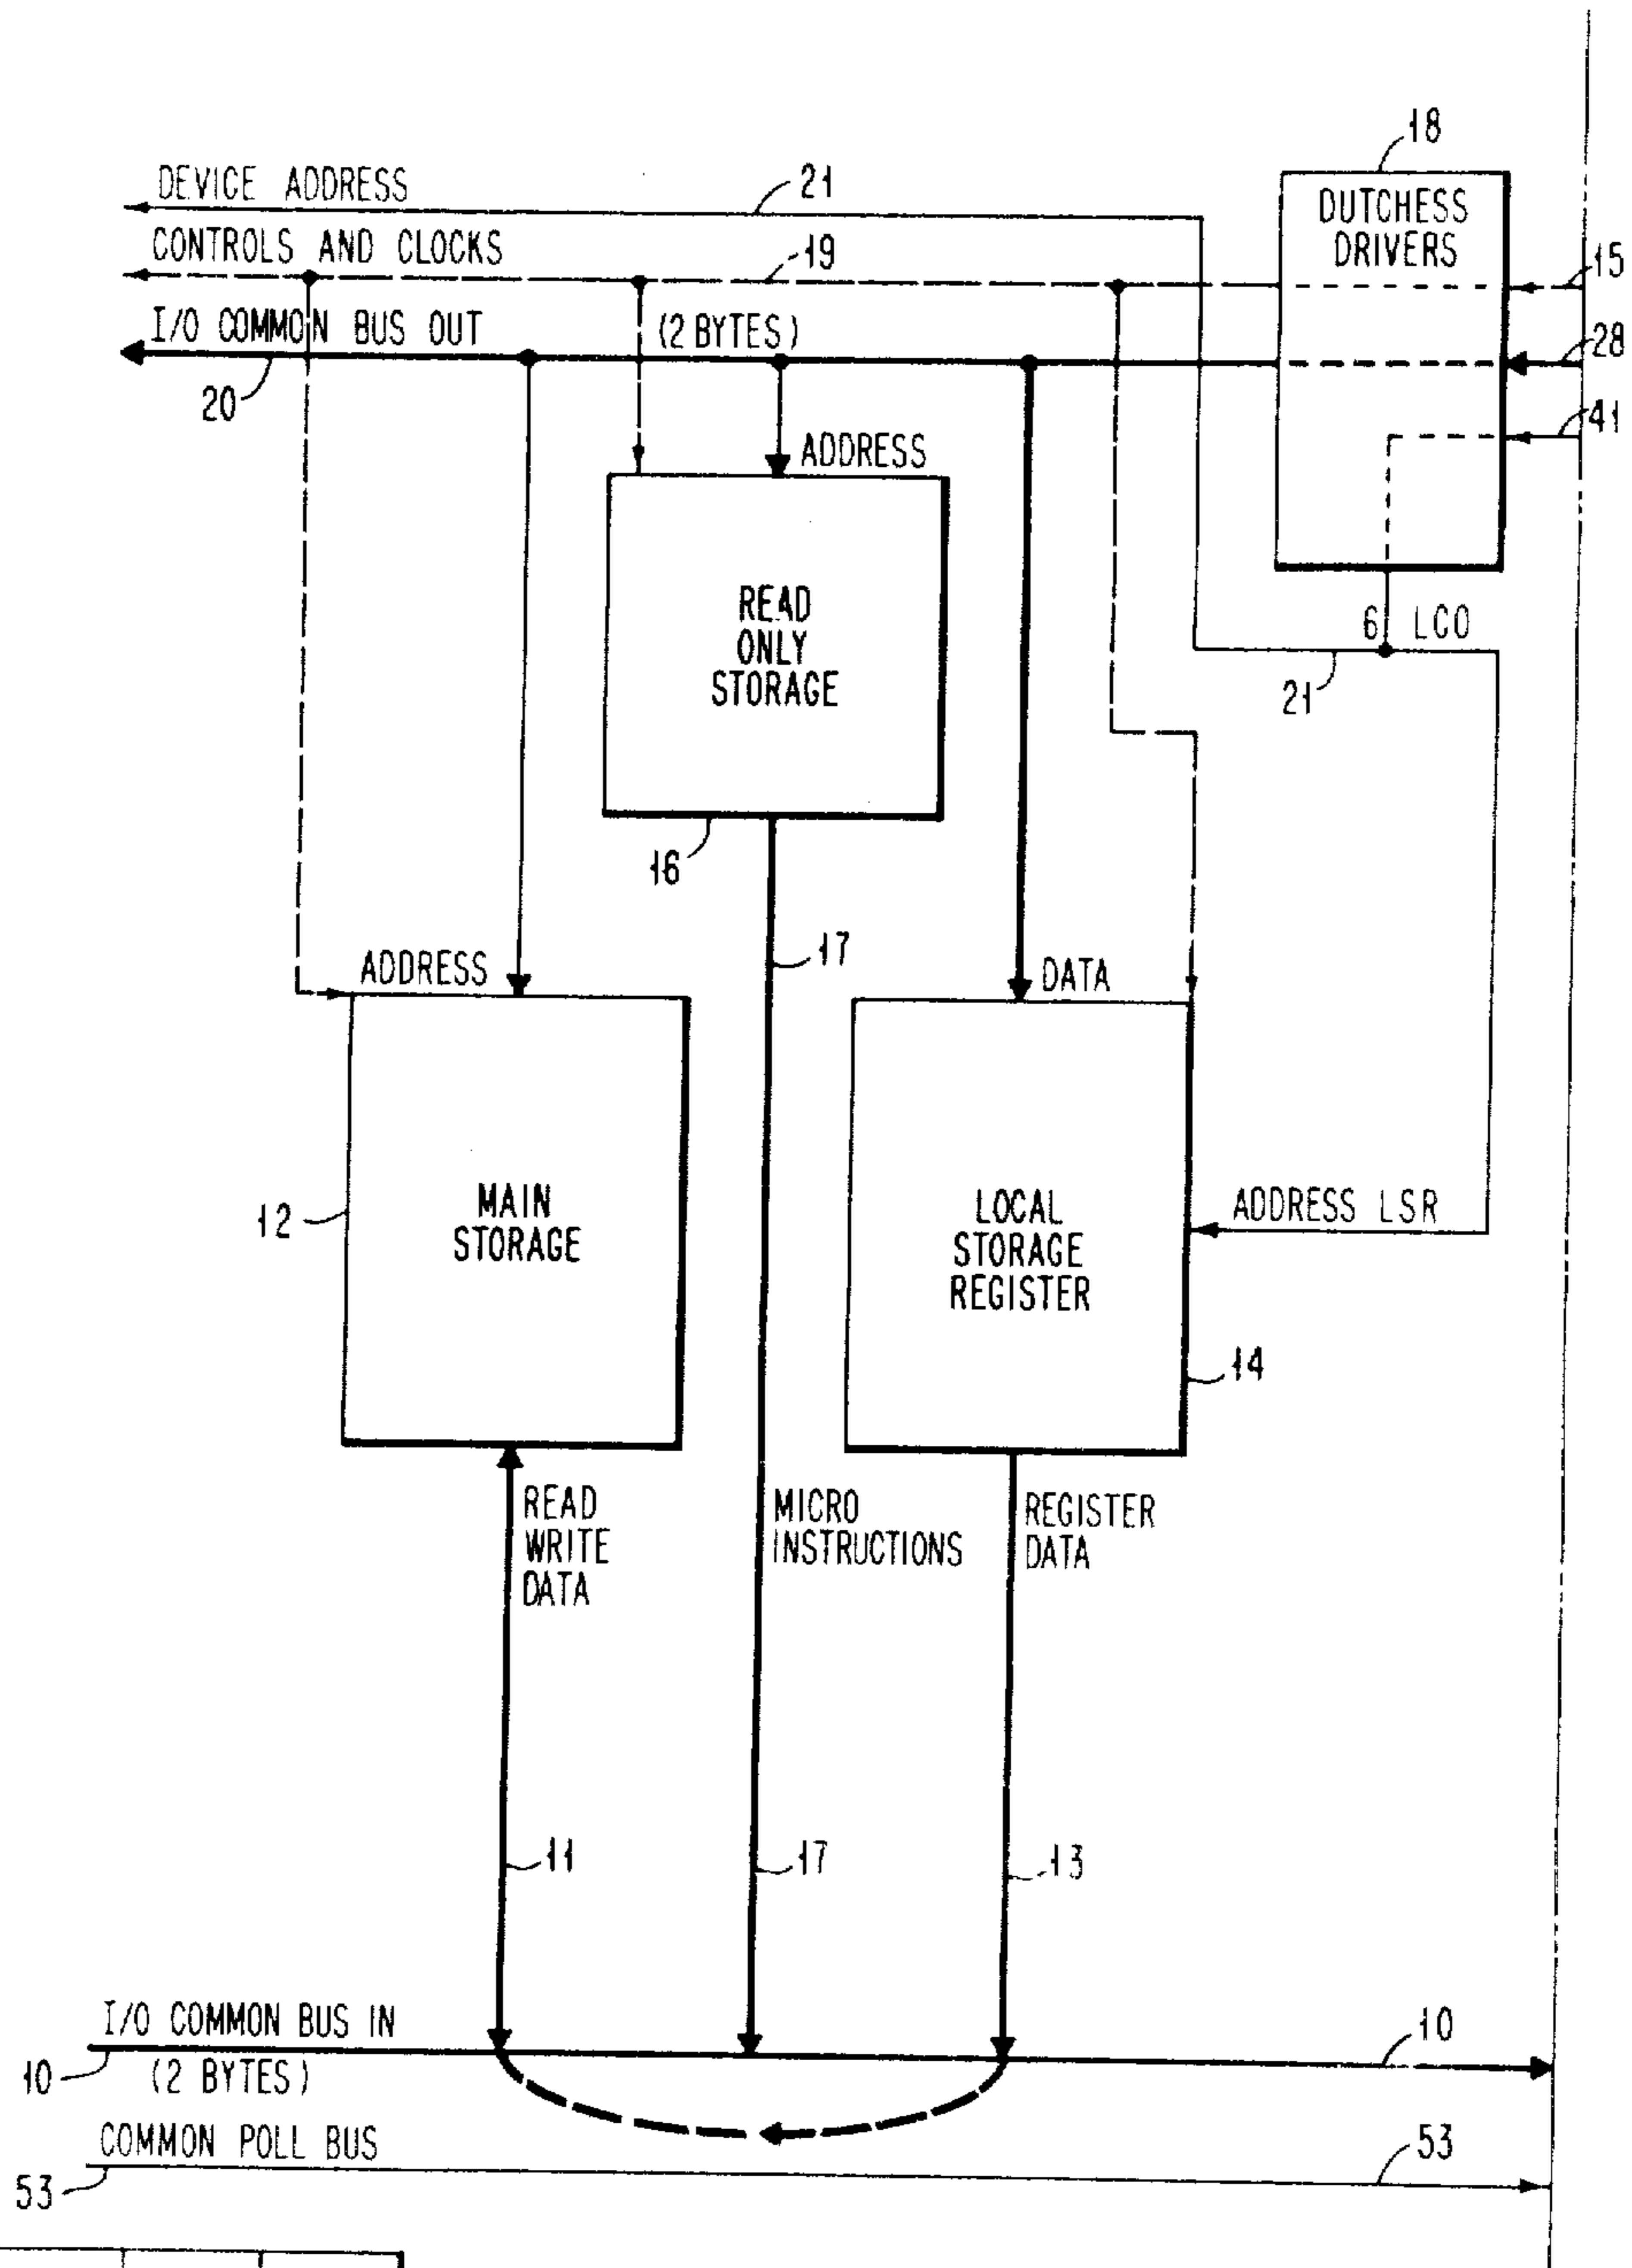 18
DEVICE ADDRESS
21
DUTCHESS
DRIVERS
CONTROLS AND CLOCKS
19
15
I/O COMMON BUS OUT
(2 BYTES)
28
20
41
ADDRESS
READ
ONLY
STORAGE
6 LCO
21
16
17
ADDRESS
DATA
12
MAIN
STORAGE
LOCAL
STORAGE
REGISTER
ADDRESS LSR
14
READ
WRITE
DATA
MICRO
INSTRUCTIONS
REGISTER
DATA
11
17
13
I/O COMMON BUS IN
10
10
(2 BYTES)
COMMON POLL BUS
53
53